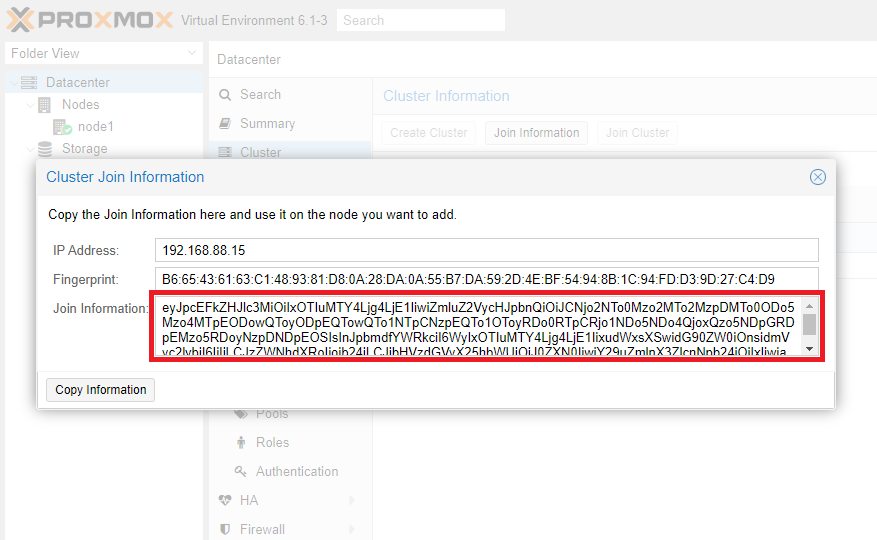 PROXMOX Virtual Environment 6.1-3 Search
Folder View
Datacenter
Nodes
node1
Storage
Datacenter
Search
Summary
Cluster
Cluster Information
Create Cluster Join Information Join Cluster
Cluster Join Information
Copy the Join Information here and use it on the node you want to add.
IP Address: 192.168.88.15
Fingerprint: B6:65:43:61:63:C1:48:93:81:D8:0A:28:DA:0A:55:B7:DA:59:2D:4E:BF:54:94:8B:1C:94:FD:D3:9D:27:C4:D9
Join Information:
Copy Information
Pools
Roles
Authentication
HA
Firewall